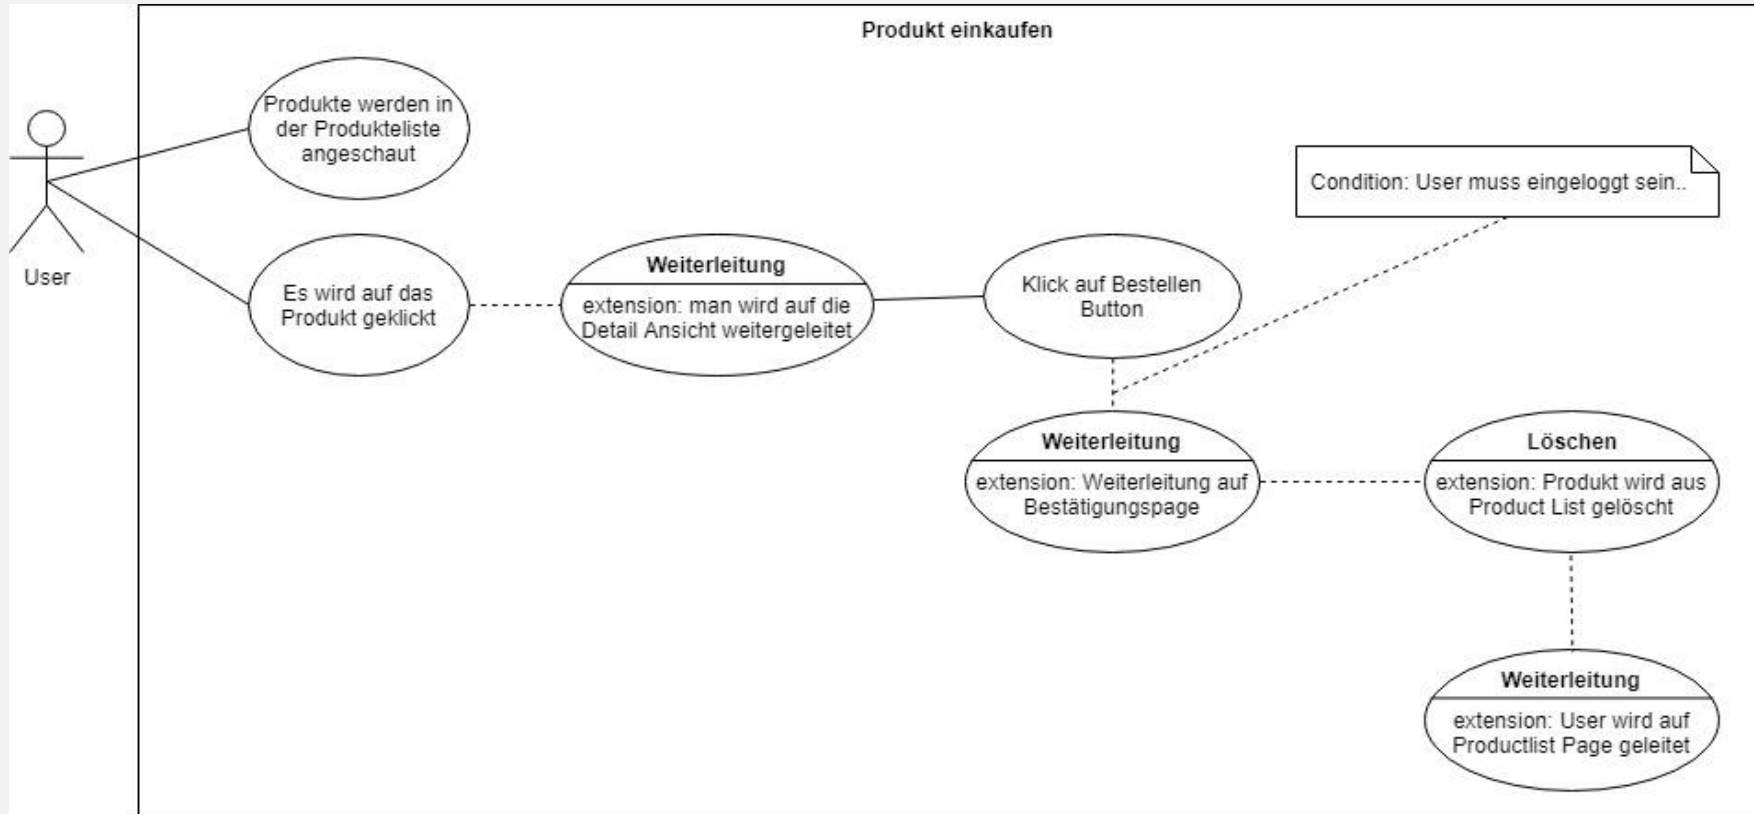 Produkt einkaufen
Produkte werden in
der Produkteliste
angeschaut
Condition: User muss eingeloggt sein..
User
Es wird auf das
Produkt geklickt
Weiterleitung
extension: man wird auf die
Detail Ansicht weitergeleitet
Klick auf Bestellen
Button
Weiterleitung
extension: Weiterleitung auf
Bestätigungspage
Löschen
extension: Produkt wird aus
Product List gelöscht
Weiterleitung
extension: User wird auf
Productlist Page geleitet